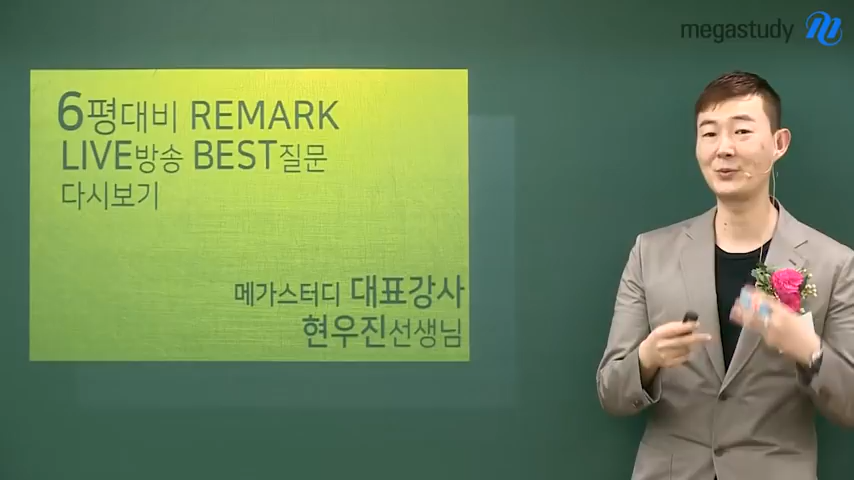 megastudy
6평대비 REMARK
LIVE방송 BEST질문
다시보기
메가스터디 대표강사
현우진선생님